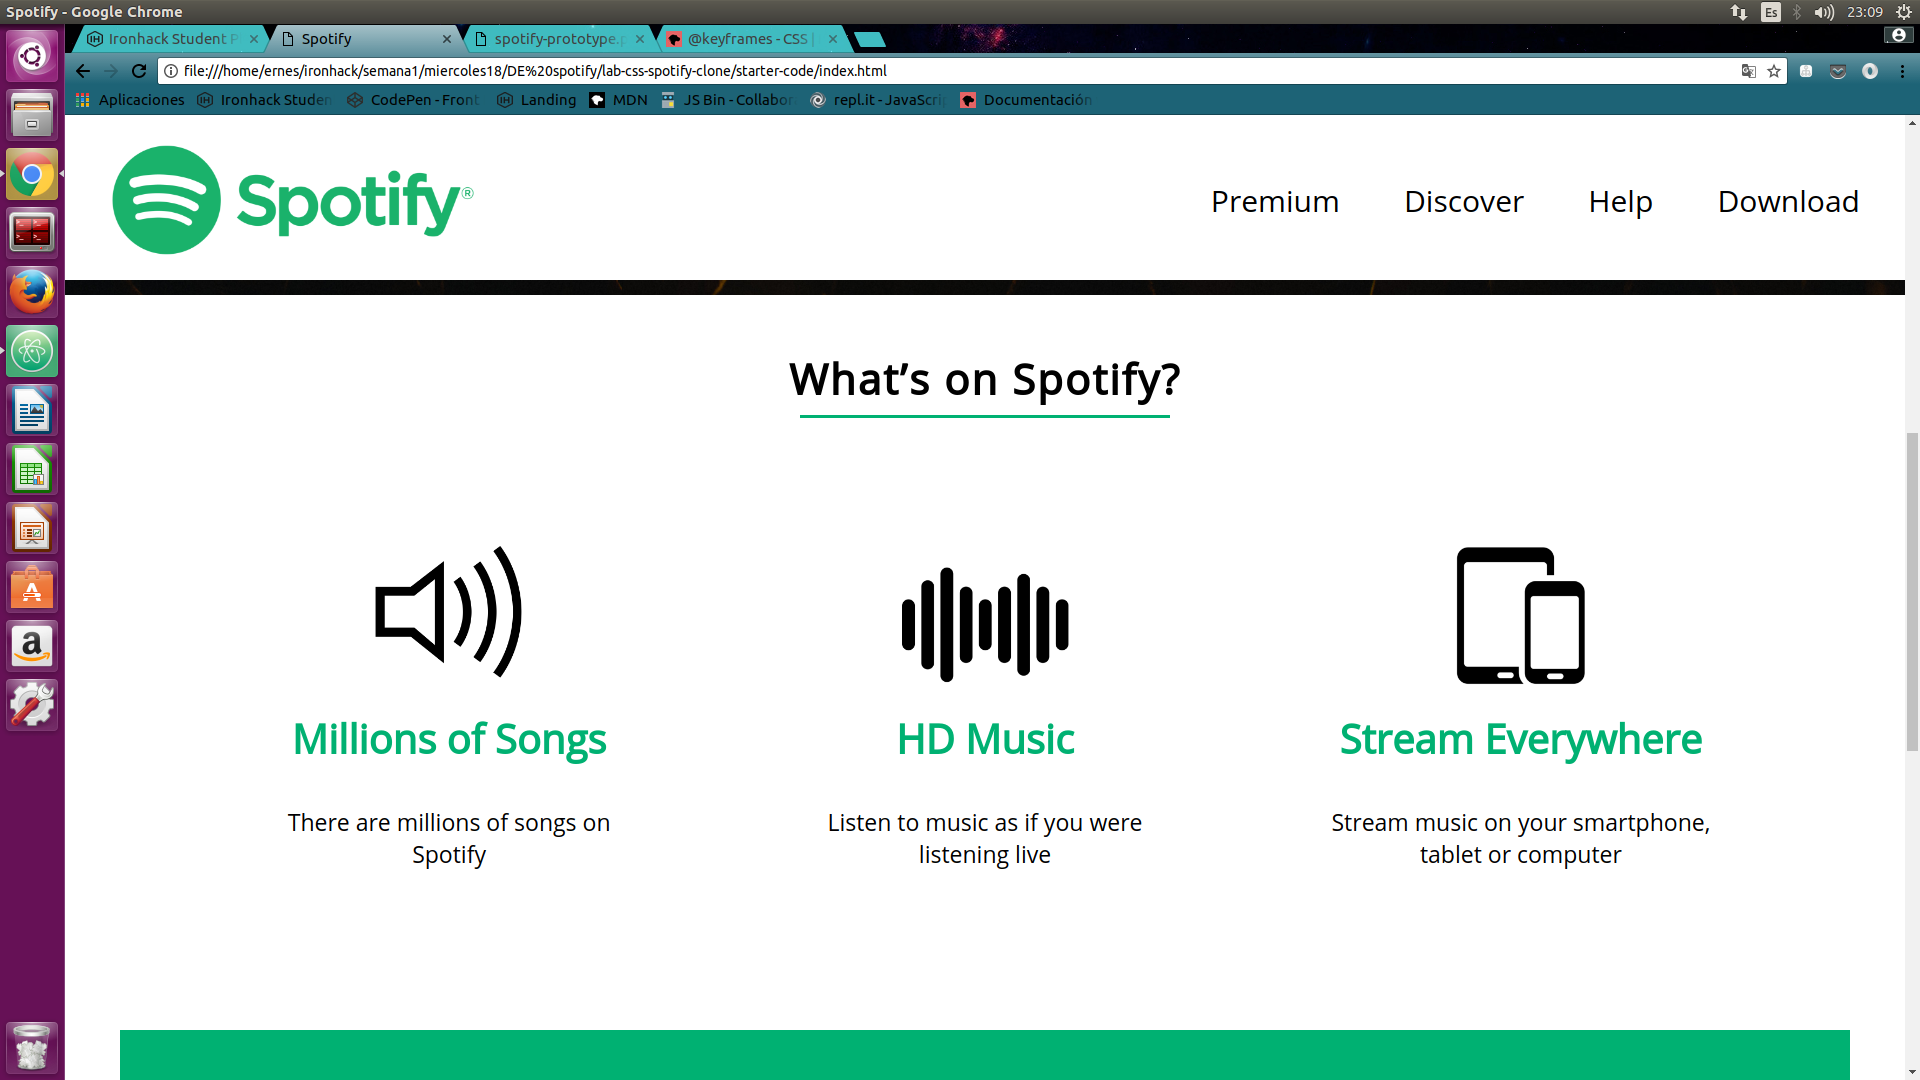 Spotify - Google Chrome
Es
23:09
Ironhack Student P
Spotify
spotify-prototype.p
@keyframes - CSS |
file:///home/ernes/ironhack/semana1/miercoles18/DE%20spotify/lab-css-spotify-clone/starter-code/index.html
Aplicaciones
Ironhack Studen
CodePen - Front
Landing
MDN
JS Bin - Collabor
repl.it - JavaScri
Documentación
Spotify®
Premium
Discover
Help
Download
What’s on Spotify?
Millions of Songs
There are millions of songs on
Spotify
HD Music
Listen to music as if you were
listening live
Stream Everywhere
Stream music on your smartphone,
tablet or computer